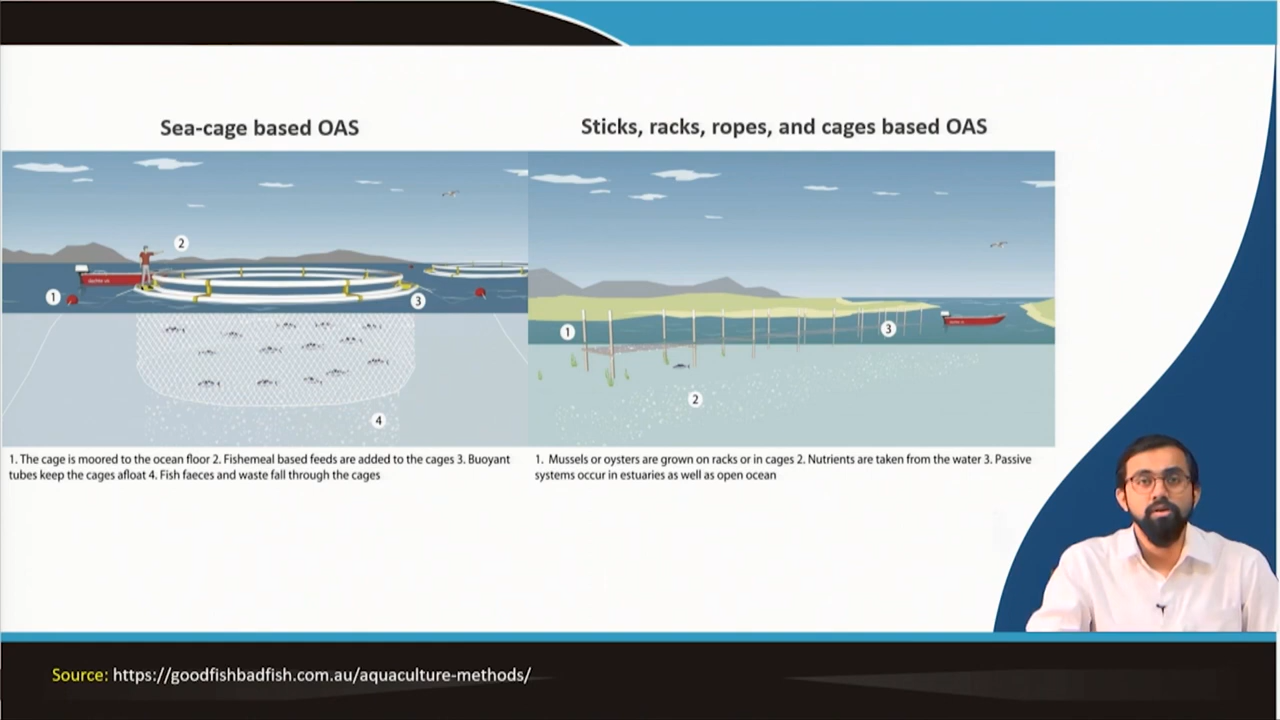 Sea-cage based OAS
2
1
3
4
1. The cage is moored to the ocean floor 2. Fishemeal based feeds are added to the cages 3. Buoyant
tubes keep the cages afloat 4. Fish faeces and waste fall through the cages
Sticks, racks, ropes, and cages based OAS
1
3
2
1. Mussels or oysters are grown on racks or in cages 2. Nutrients are taken from the water 3. Passive
systems occur in estuaries as well as open ocean
Source: https://goodfishbadfish.com.au/aquaculture-methods/